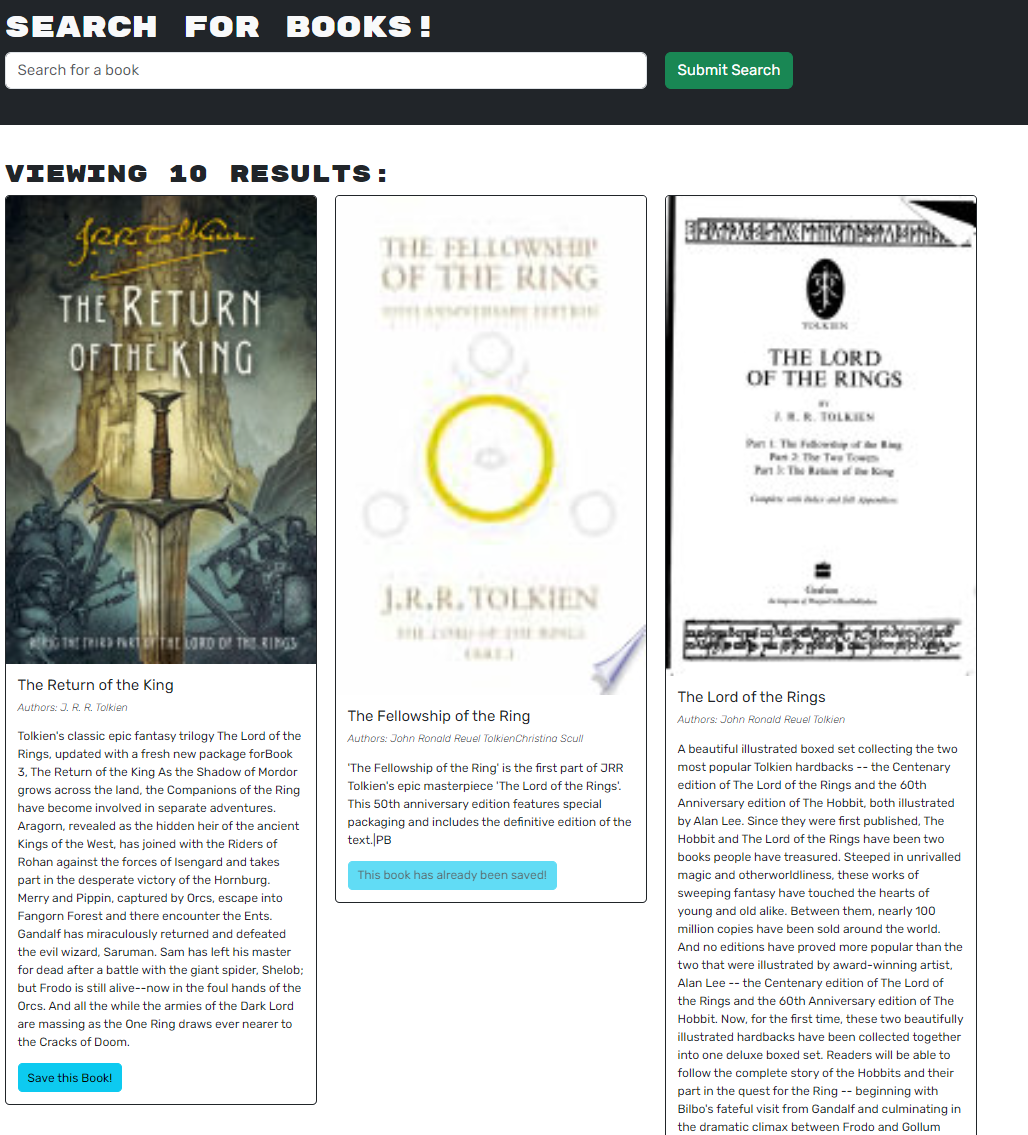 SEARCH FOR BOOKS!
Search for a book
Submit Search
VIEWING 10 RESULTS:
J.R.R. Tolkien
THE RETURN
OF THE KING
BEING THE THIRD PART OF THE LORD OF THE RINGS
The Return of the King
Authors: J. R. R. Tolkien
Tolkien's classic epic fantasy trilogy The Lord of the
Rings, updated with a fresh new package forBook
3, The Return of the King As the Shadow of Mordor
grows across the land, the Companions of the Ring
have become involved in separate adventures.
Aragorn, revealed as the hidden heir of the ancient
Kings of the West, has joined with the Riders of
Rohan against the forces of Isengard and takes
part in the desperate victory of the Hornburg.
Merry and Pippin, captured by Orcs, escape into
Fangorn Forest and there encounter the Ents.
Gandalf has miraculously returned and defeated
the evil wizard, Saruman. Sam has left his master
for dead after a battle with the giant spider, Shelob;
but Frodo is still alive--now in the foul hands of the
Orcs. And all the while the armies of the Dark Lord
are massing as the One Ring draws ever nearer to
the Cracks of Doom.
Save this Book!
THE FELLOWSHIP
OF THE RING
50TH ANNIVERSARY EDITION
J.R.R. TOLKIEN
THE LORD OF THE RINGS
PART 1
The Fellowship of the Ring
Authors: John Ronald Reuel TolkienChristina Scull
'The Fellowship of the Ring' is the first part of JRR
Tolkien's epic masterpiece 'The Lord of the Rings'.
This 50th anniversary edition features special
packaging and includes the definitive edition of the
text.|PB
This book has already been saved!
TOLKIEN
THE LORD
OF THE RINGS
BY
J. R. R. TOLKIEN
Part 1: The Fellowship of the Ring
Part 2: The Two Towers
Part 3: The Return of the King
Complete with Index and full Appendices
Grafton
The Lord of the Rings
Authors: John Ronald Reuel Tolkien
A beautiful illustrated boxed set collecting the two
most popular Tolkien hardbacks -- the Centenary
edition of The Lord of the Rings and the 60th
Anniversary edition of The Hobbit, both illustrated
by Alan Lee. Since they were first published, The
Hobbit and The Lord of the Rings have been two
books people have treasured. Steeped in unrivalled
magic and otherworldliness, these works of
sweeping fantasy have touched the hearts of
young and old alike. Between them, nearly 100
million copies have been sold around the world.
And no editions have proved more popular than the
two that were illustrated by award-winning artist,
Alan Lee -- the Centenary edition of The Lord of
the Rings and the 60th Anniversary edition of The
Hobbit. Now, for the first time, these two beautifully
illustrated hardbacks have been collected together
into one deluxe boxed set. Readers will be able to
follow the complete story of the Hobbits and their
part in the quest for the Ring -- beginning with
Bilbo's fateful visit from Gandalf and culminating in
the dramatic climax between Frodo and Gollum